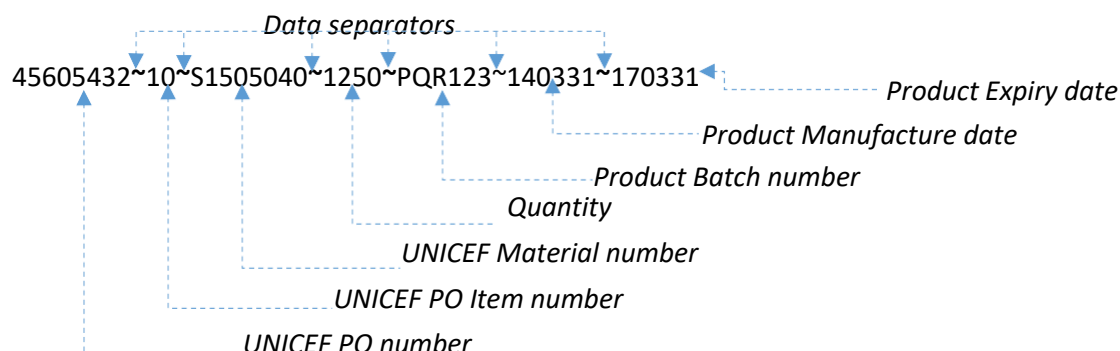 Data separators
45605432~10~S1505040~1250~PQR123~140331~170331
Product Expiry date
Product Manufacture date
Product Batch number
Quantity
UNICEF Material number
UNICEF PO Item number
UNICEF PO number